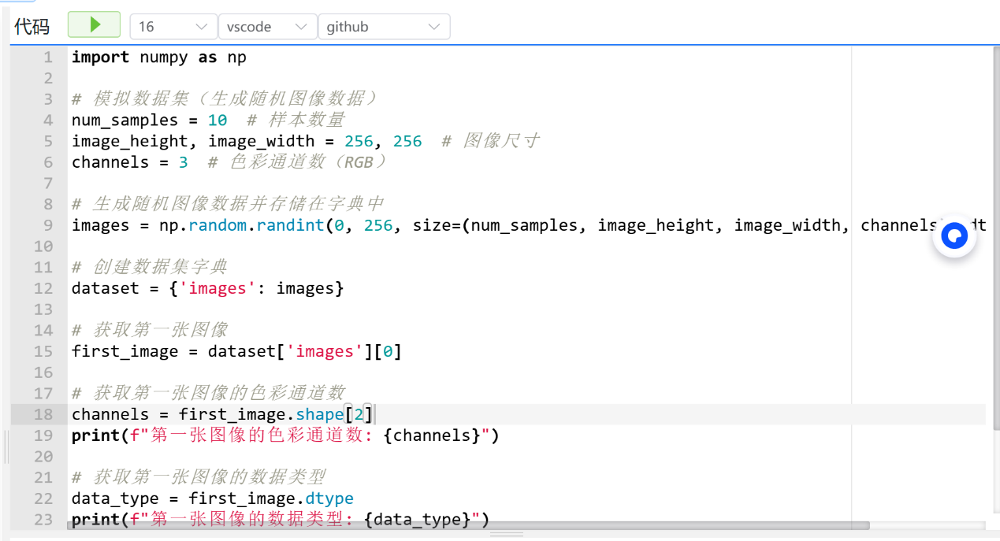 代码 16 vscode github
1 import numpy as np
2
3 # 模拟数据集（生成随机图像数据）
4 num_samples = 10  # 样本数量
5 image_height, image_width = 256, 256  # 图像尺寸
6 channels = 3  # 色彩通道数（RGB）
7
8 # 生成随机图像数据并存储在字典中
9 images = np.random.randint(0, 256, size=(num_samples, image_height, image_width, channels
10
11 # 创建数据集字典
12 dataset = {'images': images}
13
14 # 获取第一张图像
15 first_image = dataset['images'][0]
16
17 # 获取第一张图像的色彩通道数
18 channels = first_image.shape[2]
19 print(f"第一张图像的色彩通道数: {channels}")
20
21 # 获取第一张图像的数据类型
22 data_type = first_image.dtype
23 print(f"第一张图像的数据类型: {data_type}")